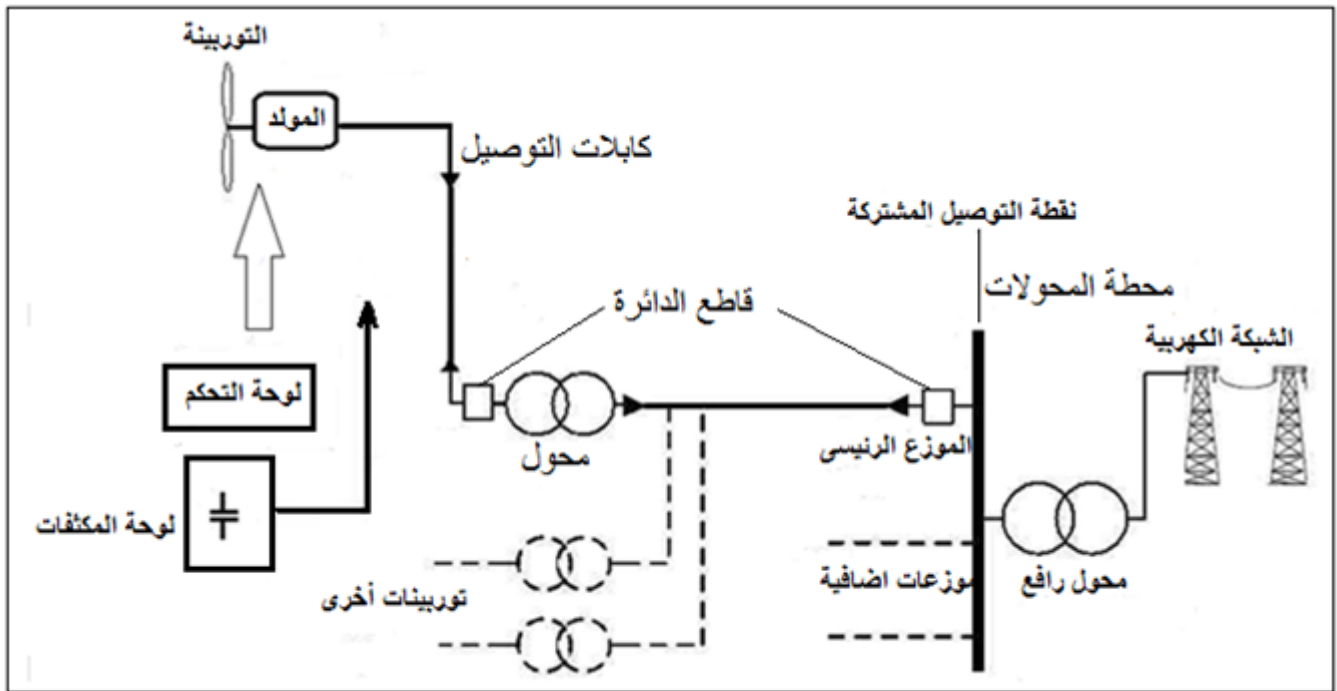 التوربينة
المولد
كابلات التوصيل
نقطة التوصيل المشتركة
محطة المحولات
قاطع الدائرة
الشبكة الكهربية
لوحة التحكم
الموزع الرئيسى
محول
لوحة المكثفات
محول رافع
موزعات اضافية
توربينات أخرى